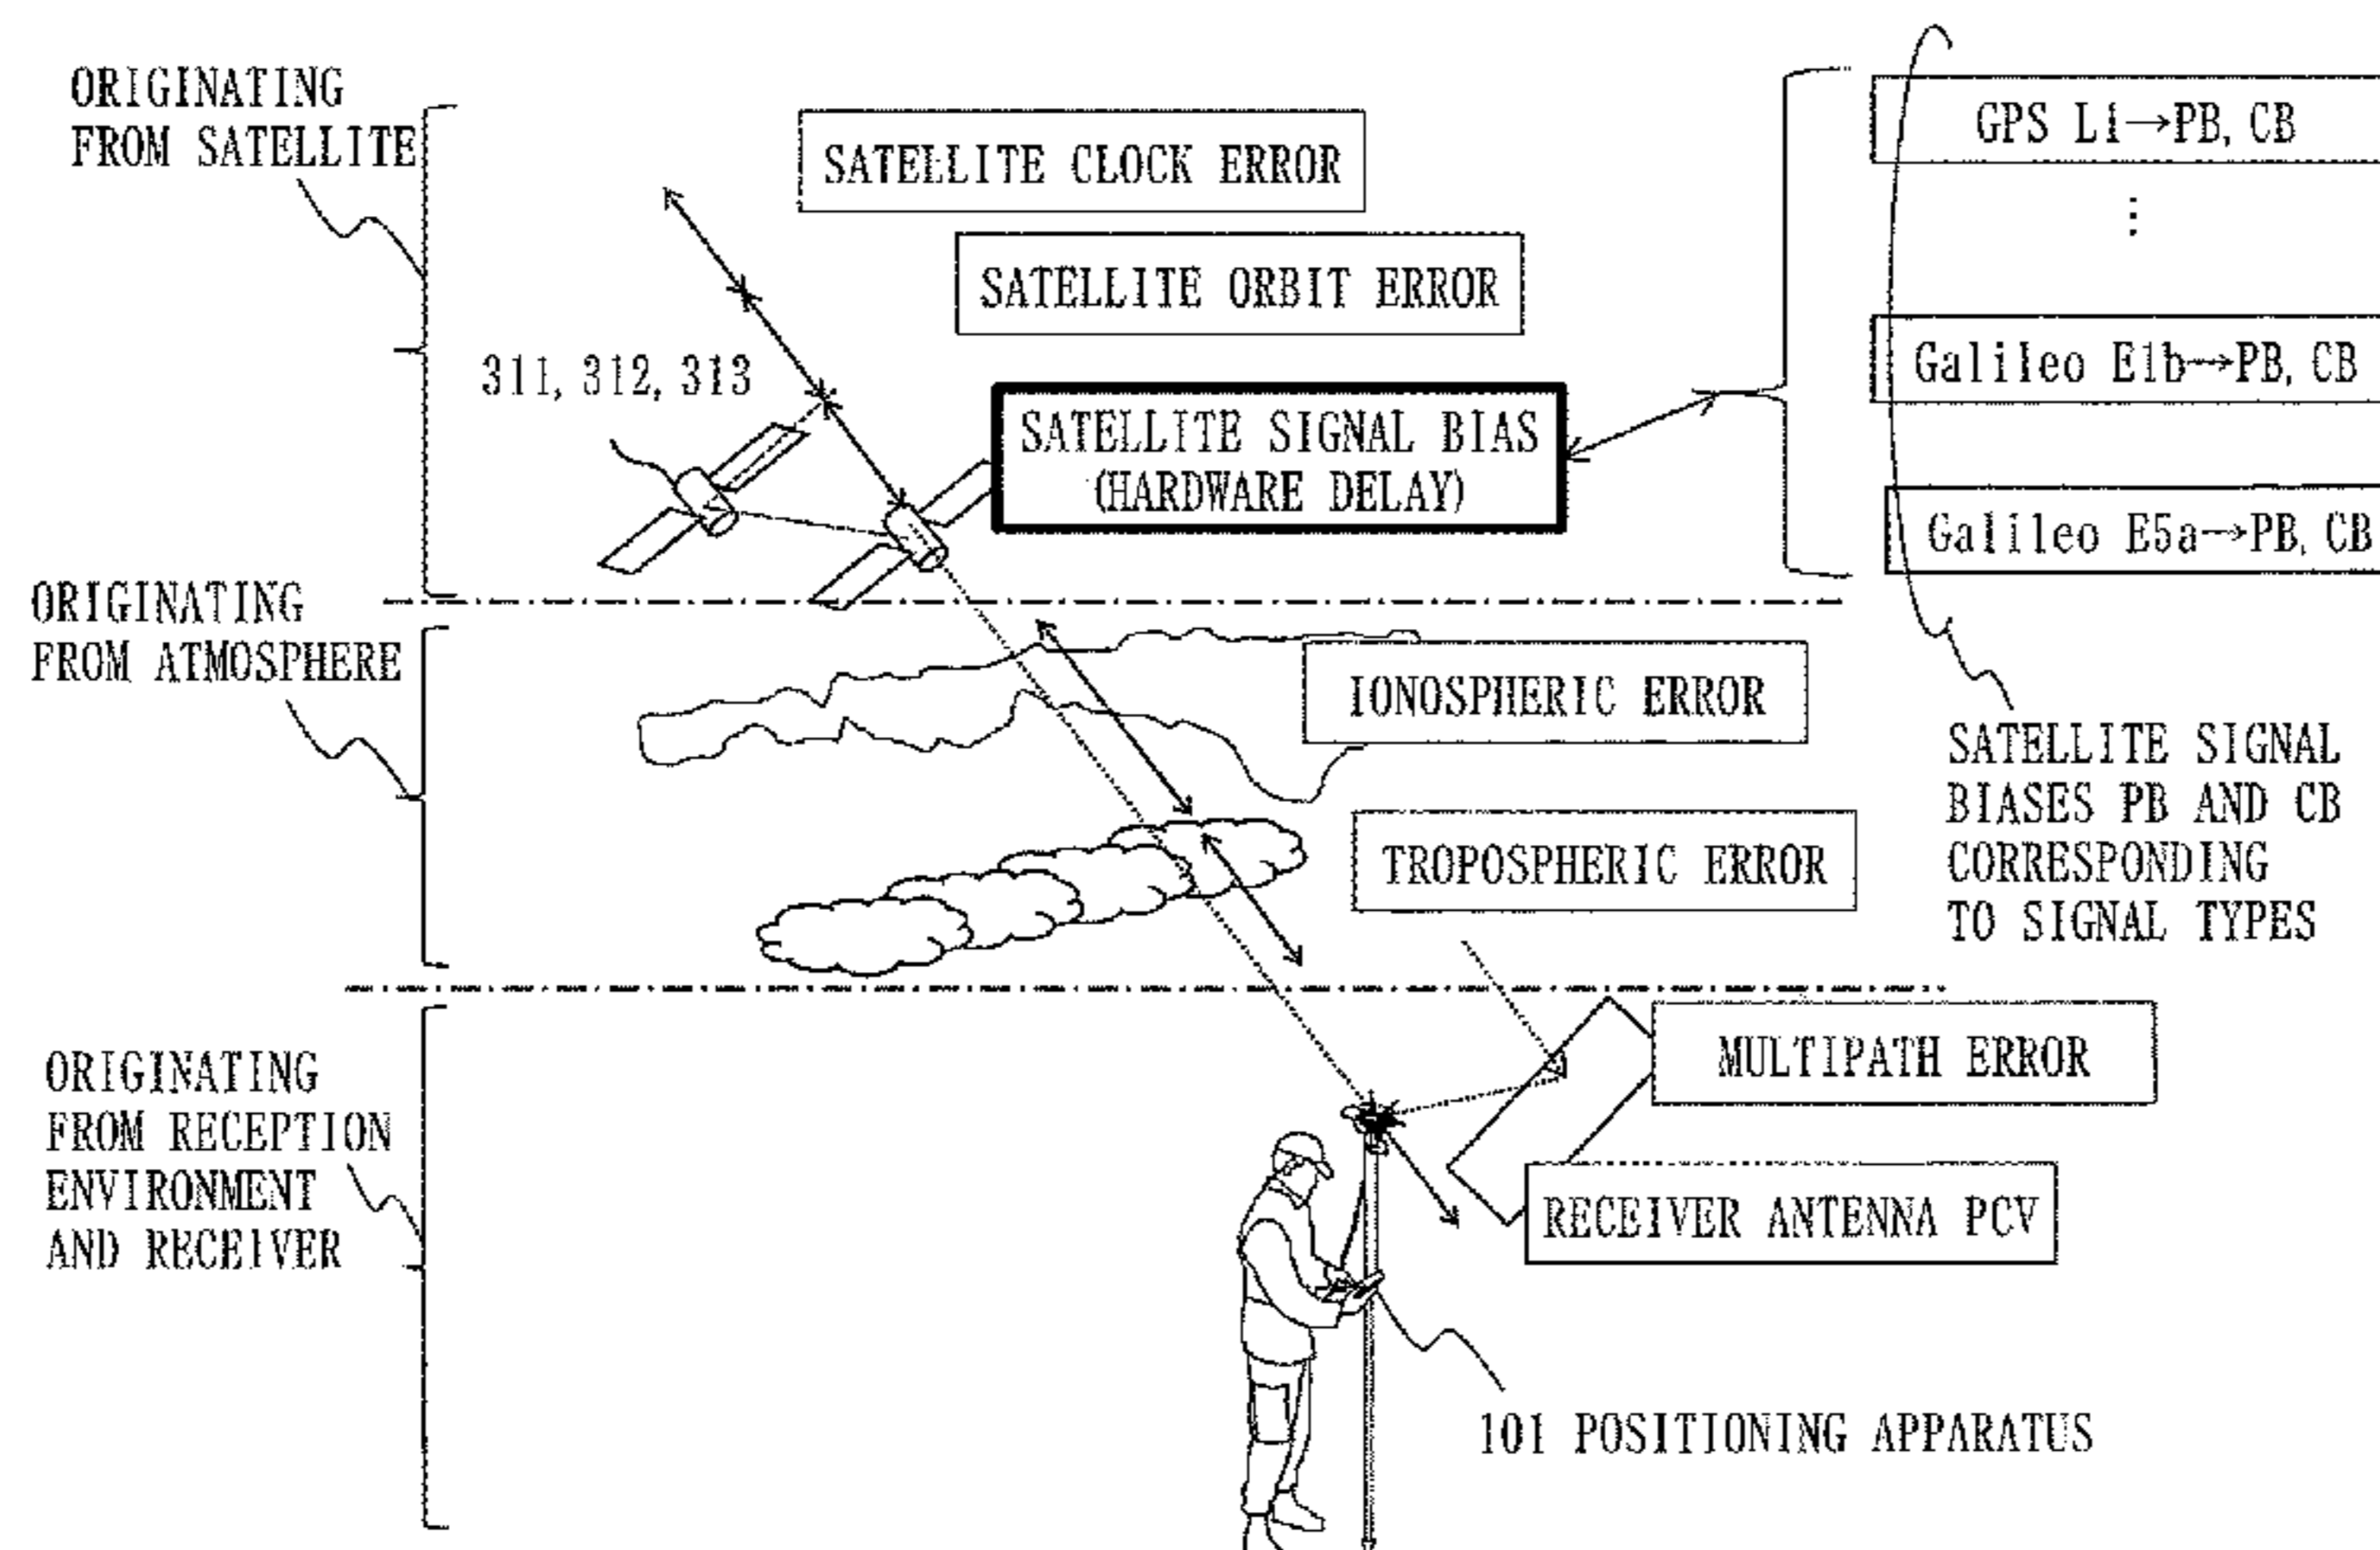 ORIGINATING
FROM SATELLITE
SATELLITE CLOCK ERROR
SATELLITE ORBIT ERROR
311, 312, 313
SATELLITE SIGNAL BIAS
(HARDWARE DELAY)
GPS L1→PB, CB
⋮
Galileo E1b→PB, CB
Galileo E5a→PB, CB
ORIGINATING
FROM ATMOSPHERE
IONOSPHERIC ERROR
TROPOSPHERIC ERROR
SATELLITE SIGNAL
BIASES PB AND CB
CORRESPONDING
TO SIGNAL TYPES
ORIGINATING
FROM RECEPTION
ENVIRONMENT
AND RECEIVER
MULTIPATH ERROR
RECEIVER ANTENNA PCV
101 POSITIONING APPARATUS